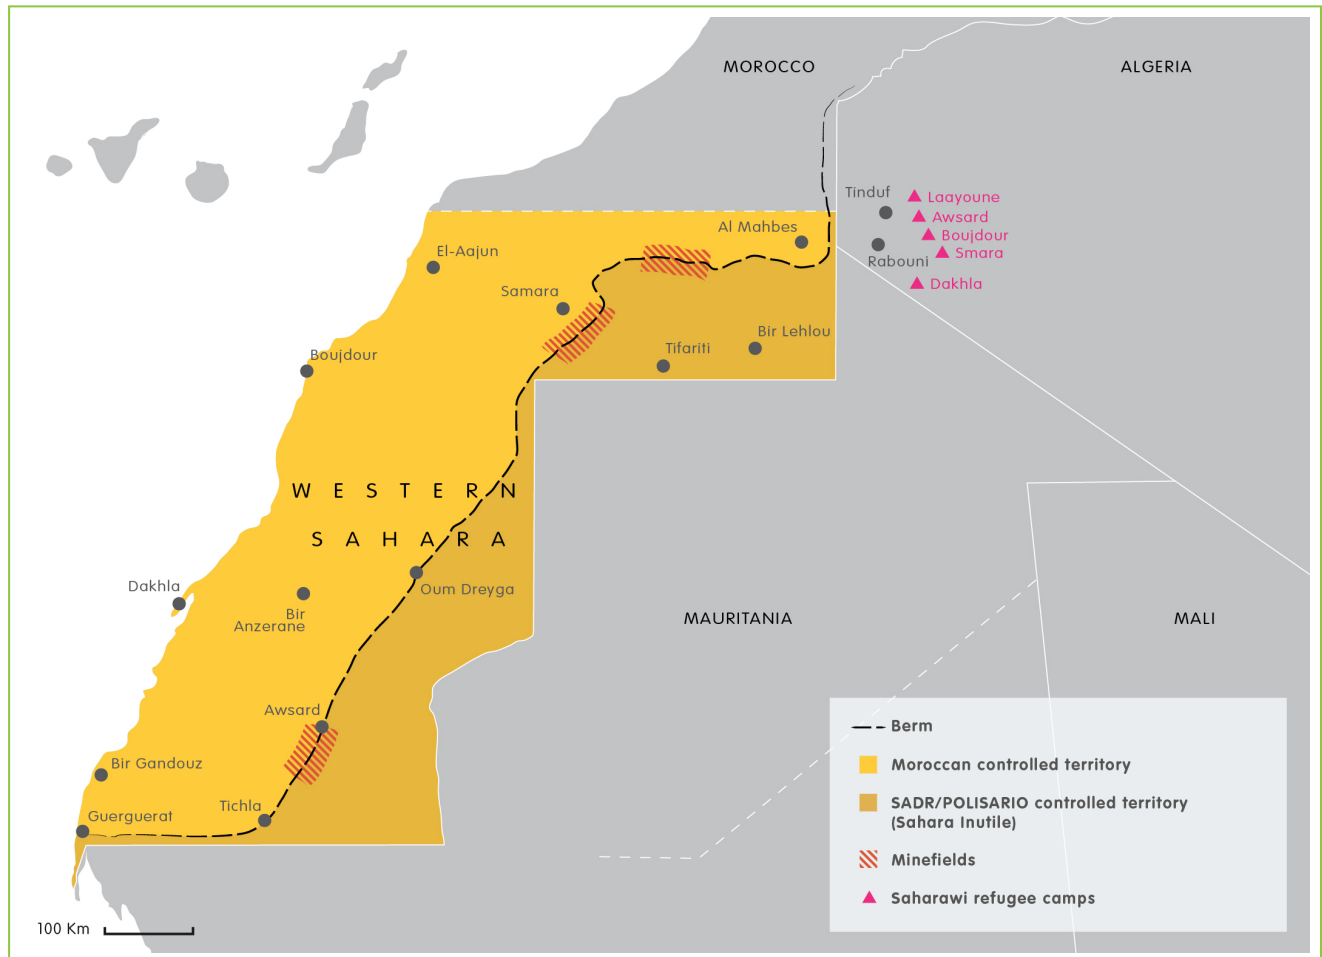 MOROCCO
ALGERIA
Tinduf
Laayoune
Awsard
Boujdour
Smara
Rabouni
Dakhla
Al Mahbes
El-Aajun
Samara
Bir Lehlou
Tifariti
Boujdour
WESTERN
SAHARA
Dakhla
Oum Dreyga
Bir
Anzerane
MAURITANIA
MALI
Awsard
Bir Gandouz
Tichla
Guerguerat
Berm
Moroccan controlled territory
SADR/POLISARIO controlled territory
(Sahara Inutile)
Minefields
Saharawi refugee camps
100 Km